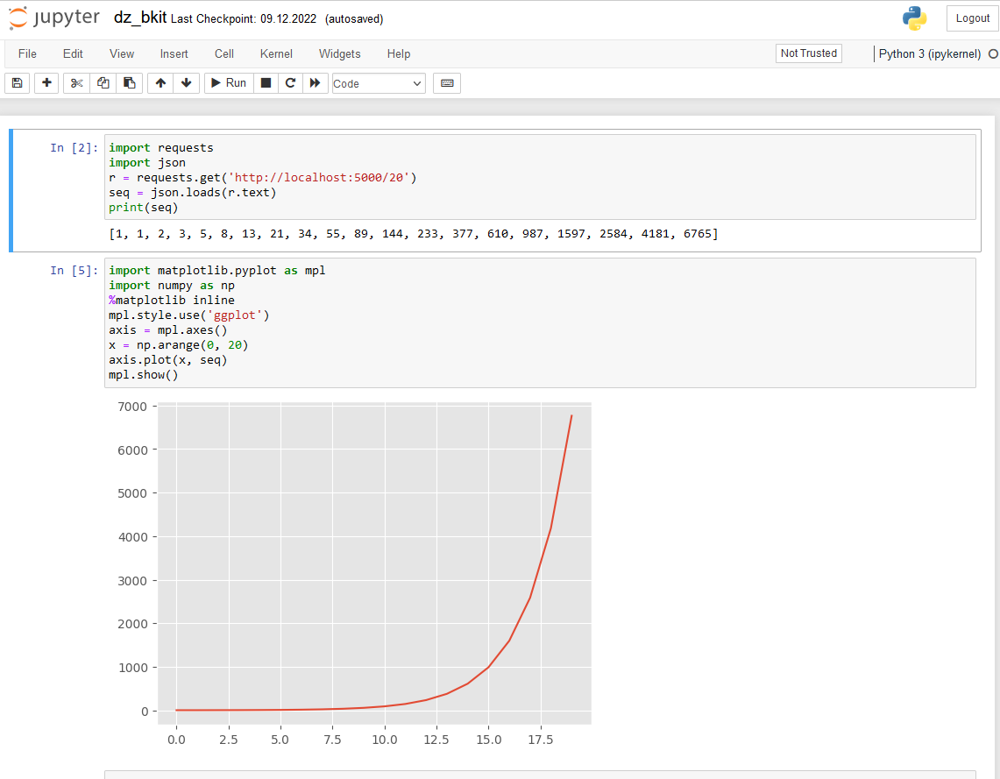 jupyter dz_bkit Last Checkpoint: 09.12.2022 (autosaved)
Logout
File Edit View Insert Cell Kernel Widgets Help
Not Trusted
Python 3 (ipykernel)
Run
Code
In [2]:
import requests
import json
r = requests.get('http://localhost:5000/20')
seq = json.loads(r.text)
print(seq)
[1, 1, 2, 3, 5, 8, 13, 21, 34, 55, 89, 144, 233, 377, 610, 987, 1597, 2584, 4181, 6765]
In [5]:
import matplotlib.pyplot as mpl
import numpy as np
%matplotlib inline
mpl.style.use('ggplot')
axis = mpl.axes()
x = np.arange(0, 20)
axis.plot(x, seq)
mpl.show()
7000
6000
5000
4000
3000
2000
1000
0
0.0 2.5 5.0 7.5 10.0 12.5 15.0 17.5